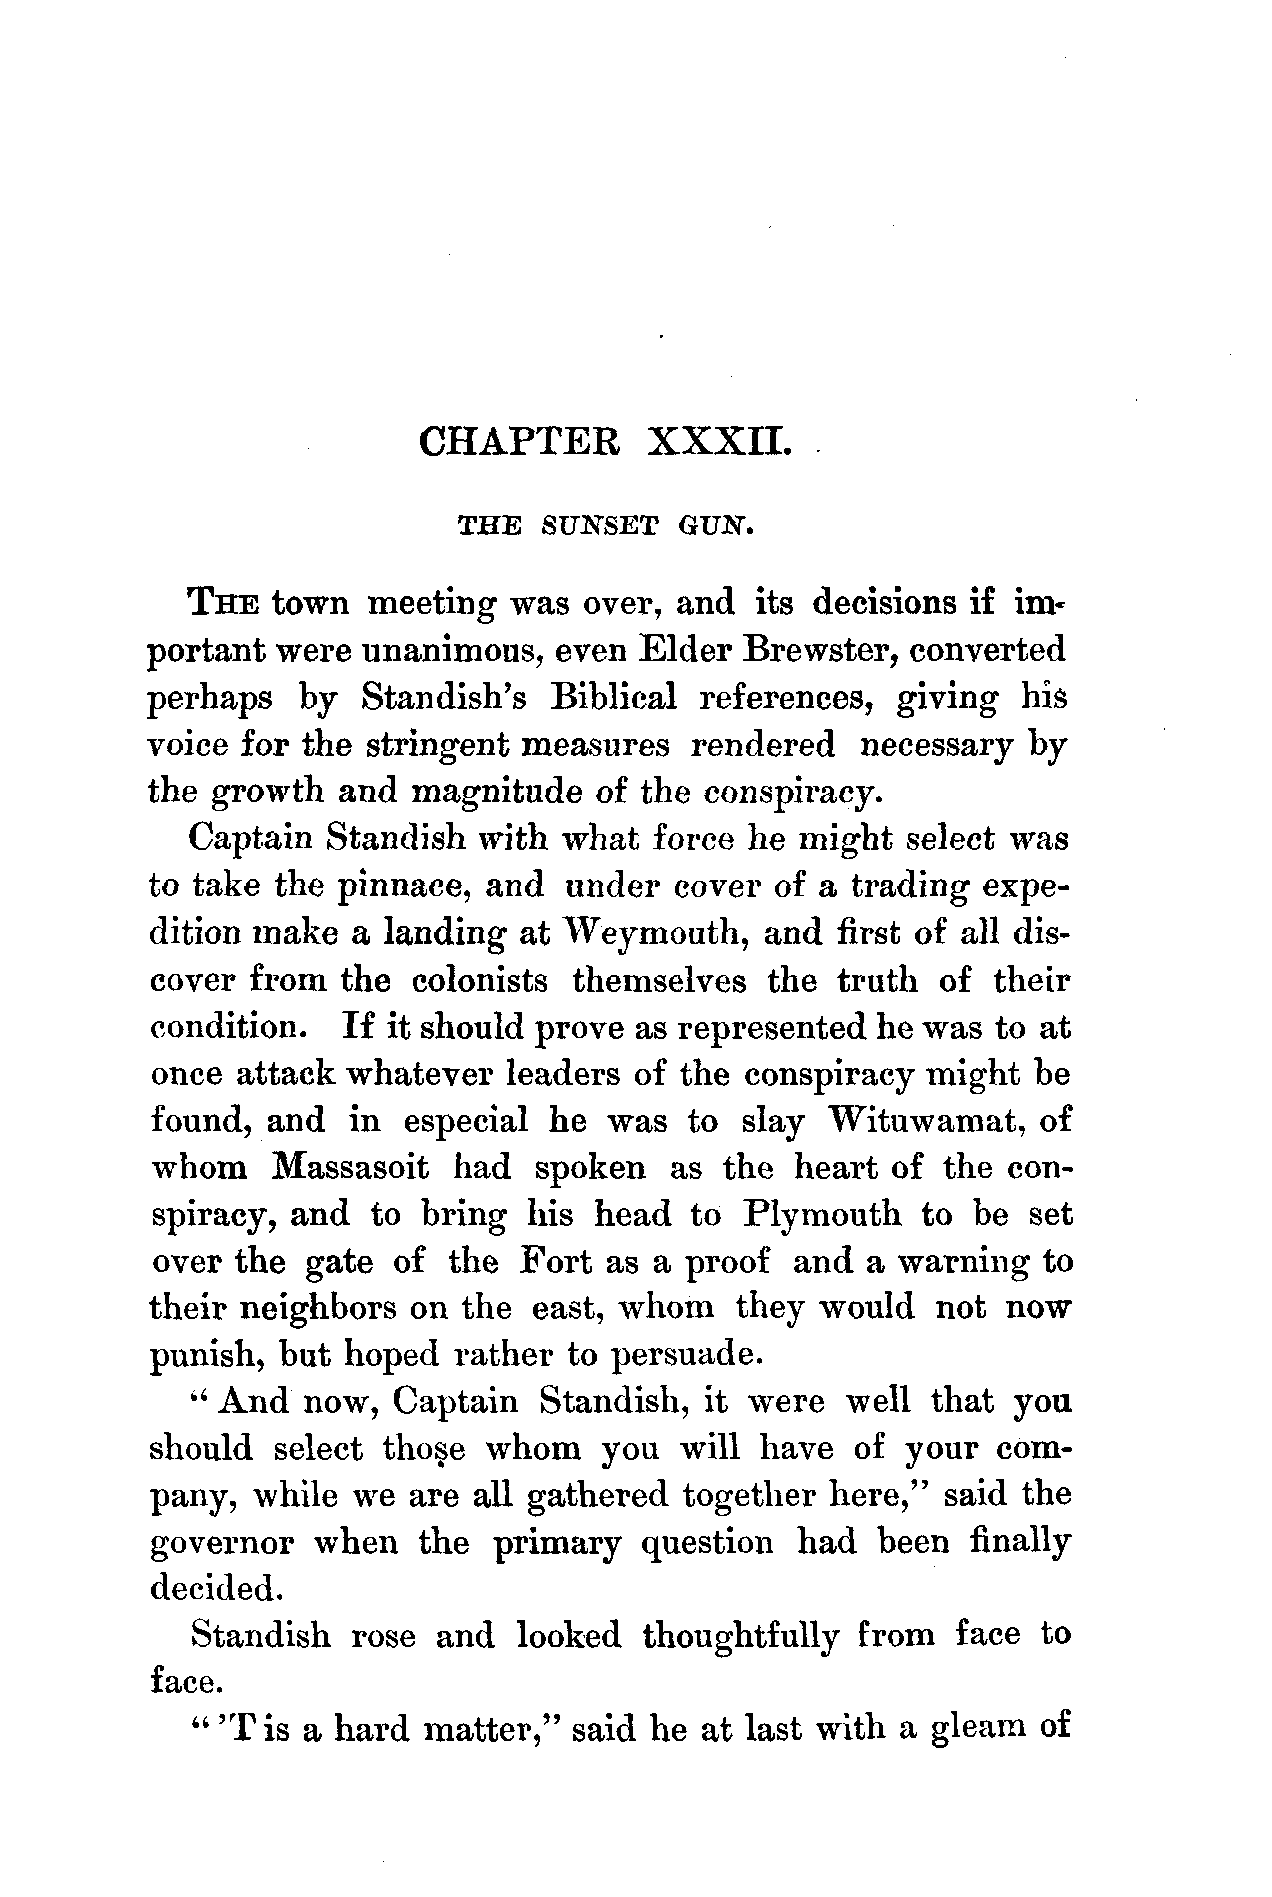 CHAPTER XXXII.
THE SUNSET GUN.
THE town meeting was over, and its decisions if im-
portant were unanimous, even Elder Brewster, converted
perhaps by Standish's Biblical references, giving his
voice for the stringent measures rendered necessary by
the growth and magnitude of the conspiracy.
Captain Standish with what force he might select was
to take the pinnace, and under cover of a trading expe-
dition make a landing at Weymouth, and first of all dis-
cover from the colonists themselves the truth of their
condition. If it should prove as represented he was to at
once attack whatever leaders of the conspiracy might be
found, and in especial he was to slay Wituwamat, of
whom Massasoit had spoken as the heart of the con-
spiracy, and to bring his head to Plymouth to be set
over the gate of the Fort as a proof and a warning to
their neighbors on the east, whom they would not now
punish, but hoped rather to persuade.
“ And now, Captain Standish, it were well that you
should select those whom you will have of your com-
pany, while we are all gathered together here,” said the
governor when the primary question had been finally
decided.
Standish rose and looked thoughtfully from face to
face.
“ ’T is a hard matter,” said he at last with a gleam of